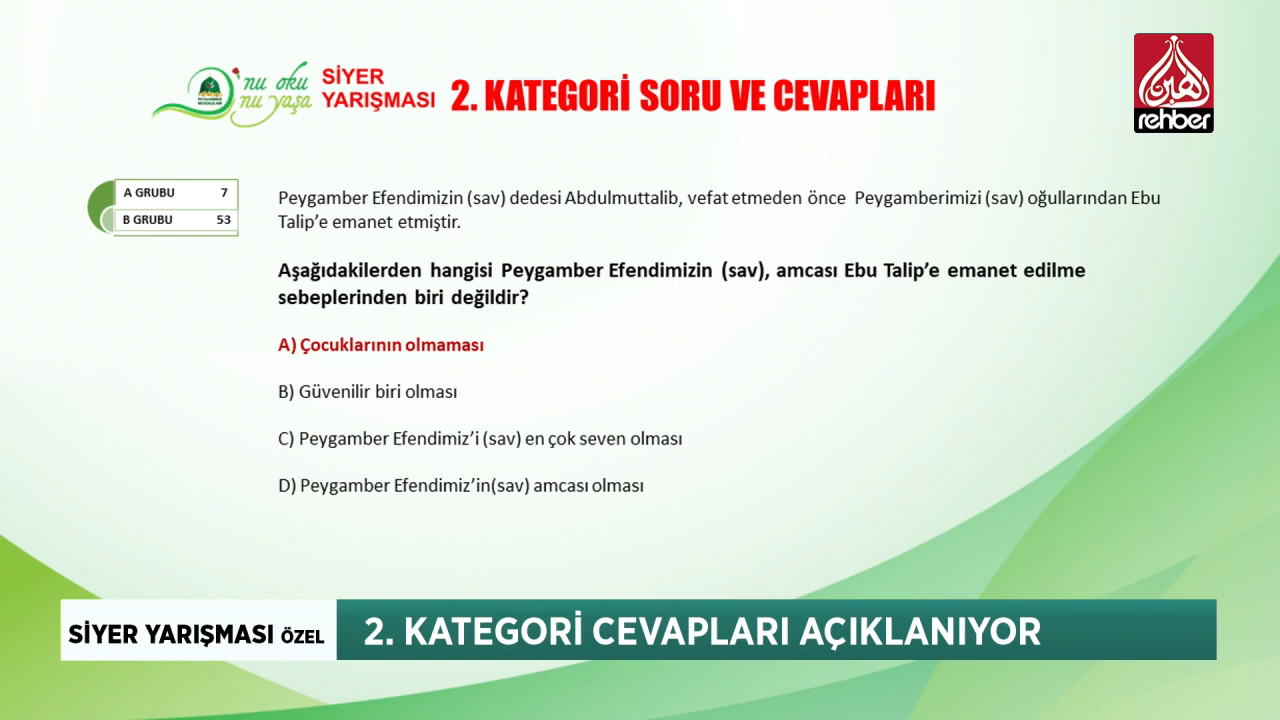 'nu oku
nu yaşa
SİYER
YARIŞMASI
2. KATEGORİ SORU VE CEVAPLARI
rehber
A GRUBU 7
B GRUBU 53
Peygamber Efendimizin (sav) dedesi Abdulmuttalib, vefat etmeden önce Peygamberimizi (sav) oğullarından Ebu
Talip’e emanet etmiştir.
Aşağıdakilerden hangisi Peygamber Efendimizin (sav), amcası Ebu Talip’e emanet edilme
sebeplerinden biri değildir?
A) Çocuklarının olmaması
B) Güvenilir biri olması
C) Peygamber Efendimiz’i (sav) en çok seven olması
D) Peygamber Efendimiz’in(sav) amcası olması
SİYER YARIŞMASI ÖZEL
2. KATEGORİ CEVAPLARI AÇIKLANIYOR